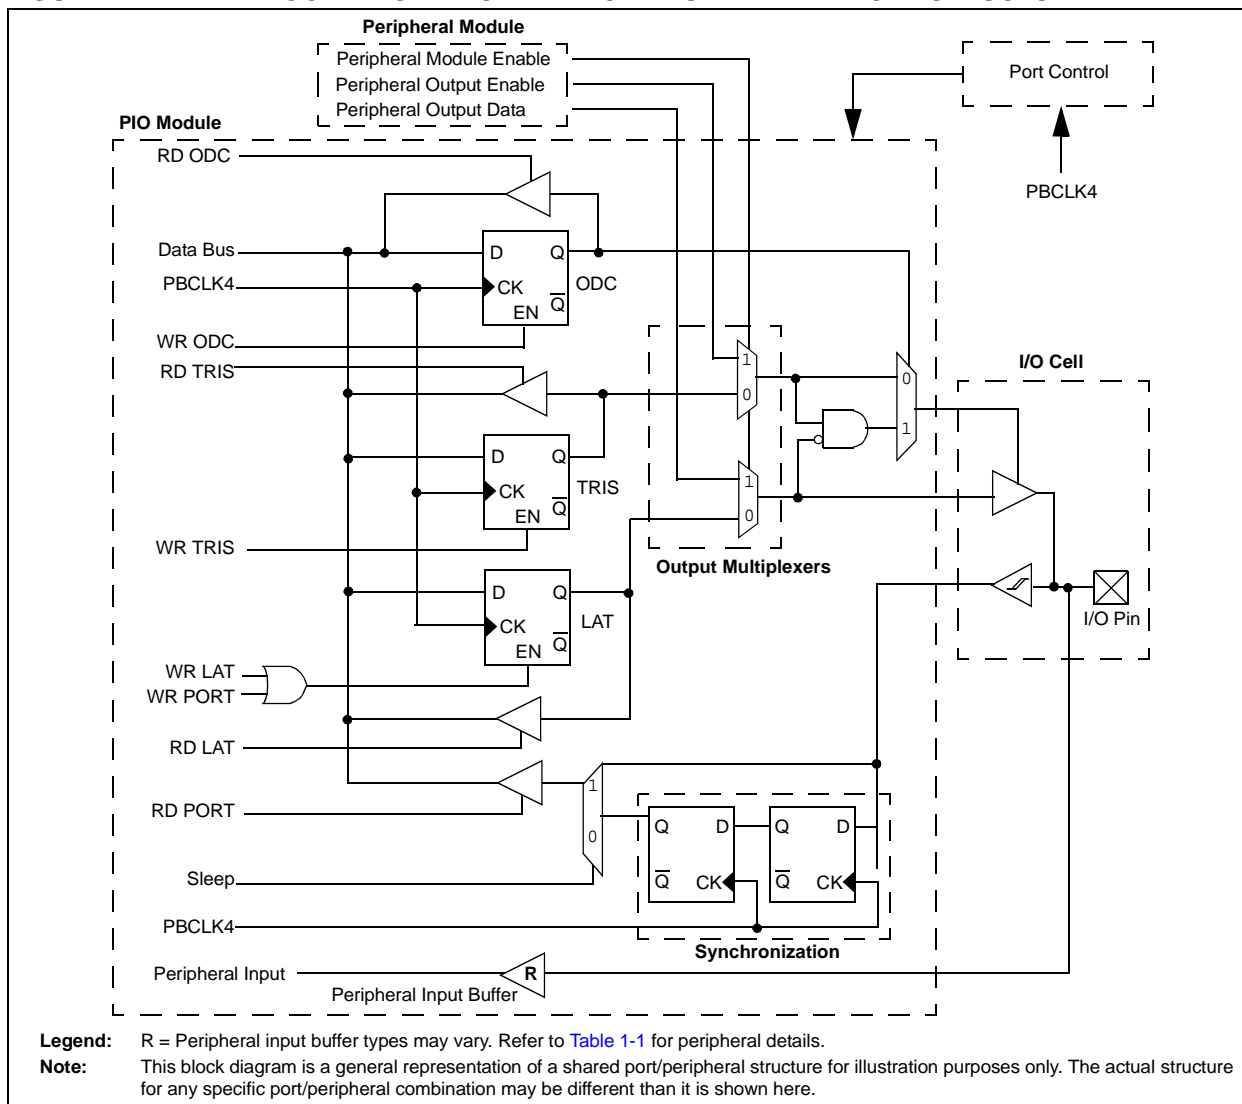 Peripheral Module
Peripheral Module Enable
Peripheral Output Enable
Peripheral Output Data
Port Control
PBCLK4
PIO Module
RD ODC
Data Bus
PBCLK4
WR ODC
RD TRIS
D
Q
CK
EN
Q
ODC
1
0
0
1
I/O Cell
D
Q
CK
EN
Q
TRIS
1
0
WR TRIS
Output Multiplexers
D
Q
CK
EN
Q
LAT
I/O Pin
WR LAT
WR PORT
RD LAT
RD PORT
1
0
Q
D
Q
CK
Q
D
Q
CK
Sleep
PBCLK4
Synchronization
Peripheral Input
R
Peripheral Input Buffer
Legend: R = Peripheral input buffer types may vary. Refer to Table 1-1 for peripheral details.
Note: This block diagram is a general representation of a shared port/peripheral structure for illustration purposes only. The actual structure
for any specific port/peripheral combination may be different than it is shown here.